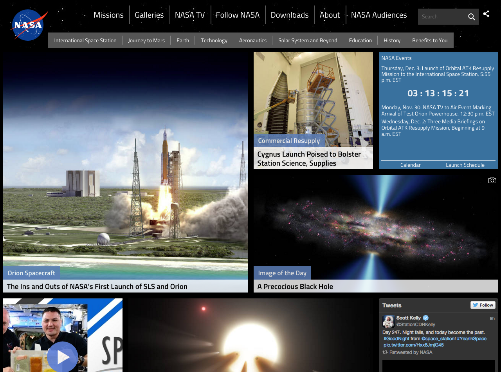 NASA
Missions
Galleries
NASA TV
Follow NASA
Downloads
About
NASA Audiences
Search
International Space Station
Journey to Mars
Earth
Technology
Aeronautics
Solar System and Beyond
Education
History
Benefits to You
Orion Spacecraft
The Ins and Outs of NASA's First Launch of SLS and Orion
Commercial Resupply
Cygnus Launch Poised to Bolster
Station Science, Supplies
NASA Events
Thursday, Dec. 3: Launch of Orbital ATK Resupply
Mission to the International Space Station, 5:55
p.m. EST
03 : 13 : 15 : 21
Monday, Nov. 30: NASA TV to Air Event Marking
Arrival of Test Orion Powerhouse, 12:30 p.m. EST
Wednesday, Dec. 2: Three Media Briefings on
Orbital ATK Resupply Mission, Beginning at 9
a.m. EST
Calendar
Launch Schedule
Image of the Day
A Precocious Black Hole
SP
Tweets
Follow
Scott Kelly
@StationCDRKelly
Day 247. Night falls, and today become the past.
#GoodNight from @space_station! #YearInSpace
Retweeted by NASA